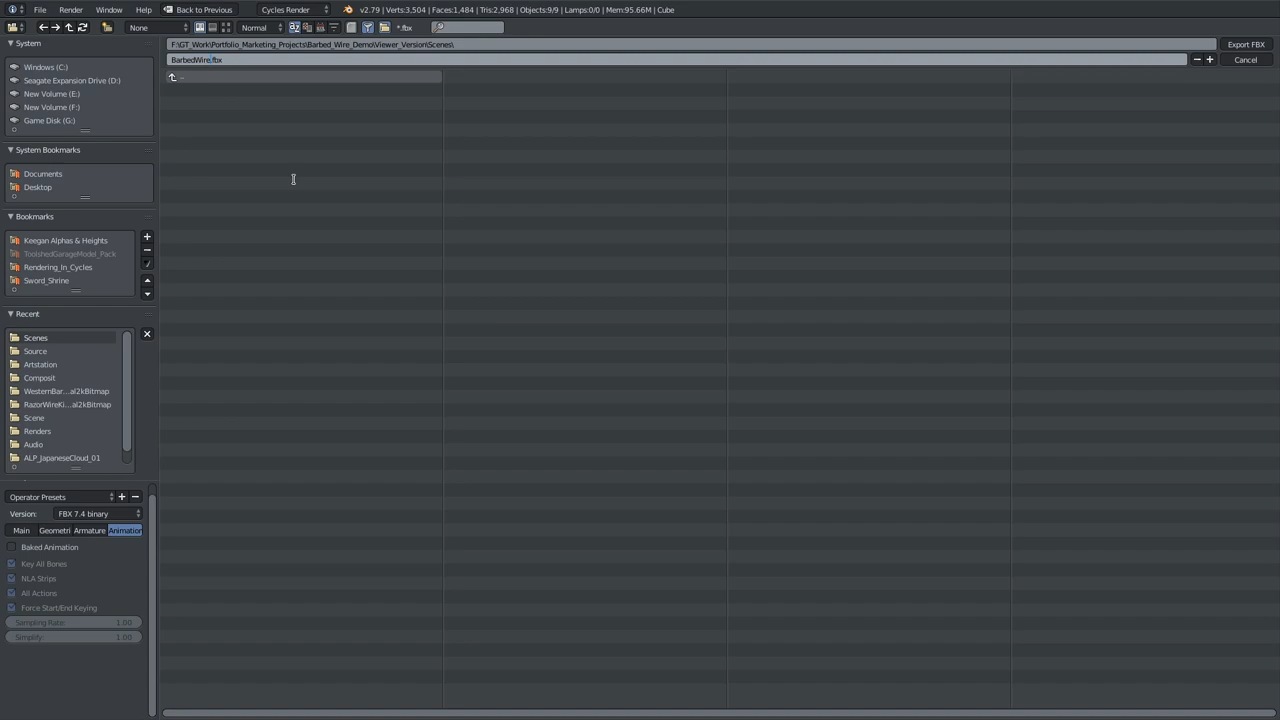 File Render Window Help Back to Previous Cycles Render v2.79 | Verts:3,504 | Faces:1,484 | Tris:2,968 | Objects:9/9 | Lamps:0/0 | Mem:95.66M | Cube
None Normal *.fbx
System
Windows (C:)
Seagate Expansion Drive (D:)
New Volume (E:)
New Volume (F:)
Game Disk (G:)
System Bookmarks
Documents
Desktop
Bookmarks
Keegan Alphas & Heights
ToolshedGarageModel_Pack
Rendering_In_Cycles
Sword_Shrine
Recent
Scenes
Source
Artstation
Composit
WesternBar...al2kBitmap
RazorWireKi...al2kBitmap
Scene
Renders
Audio
ALP_JapaneseCloud_01
Operator Presets
Version: FBX 7.4 binary
Main Geometri Armature Animation
Baked Animation
Key All Bones
NLA Strips
All Actions
Force Start/End Keying
Sampling Rate: 1.00
Simplify: 1.00
F:\GT_Work\Portfolio_Marketing_Projects\Barbed_Wire_Demo\Viewer_Version\Scenes\ Export FBX
BarbedWire.fbx Cancel
..